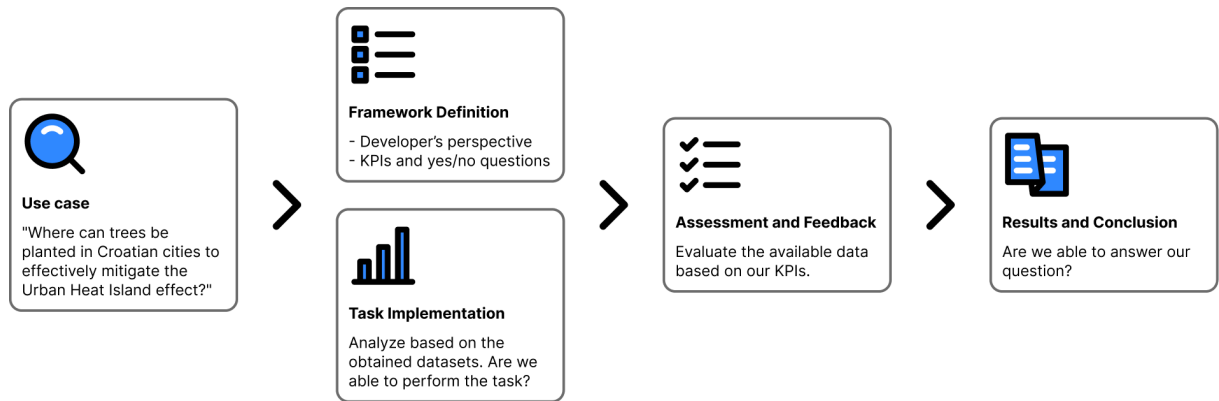 Use case
"Where can trees be
planted in Croatian cities to
effectively mitigate the
Urban Heat Island effect?"
Framework Definition
- Developer’s perspective
- KPIs and yes/no questions
Task Implementation
Analyze based on the
obtained datasets. Are we
able to perform the task?
Assessment and Feedback
Evaluate the available data
based on our KPIs.
Results and Conclusion
Are we able to answer our
question?